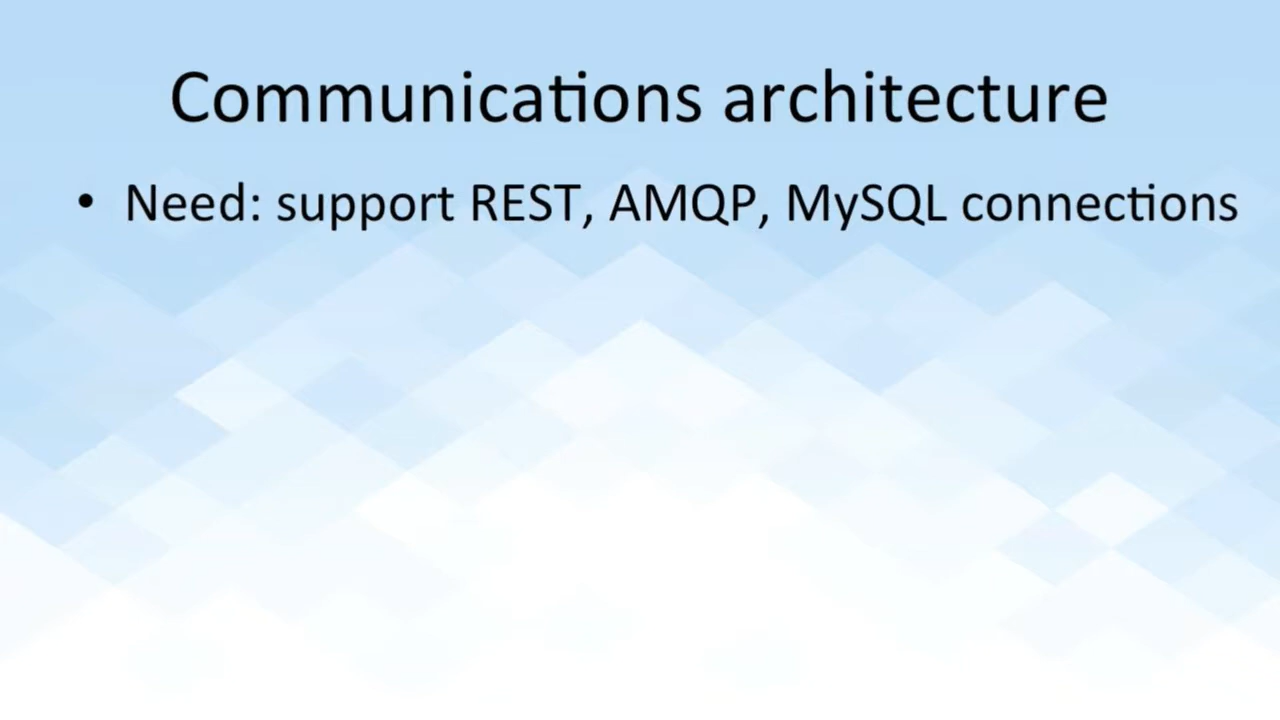 Communications architecture
• Need: support REST, AMQP, MySQL connections